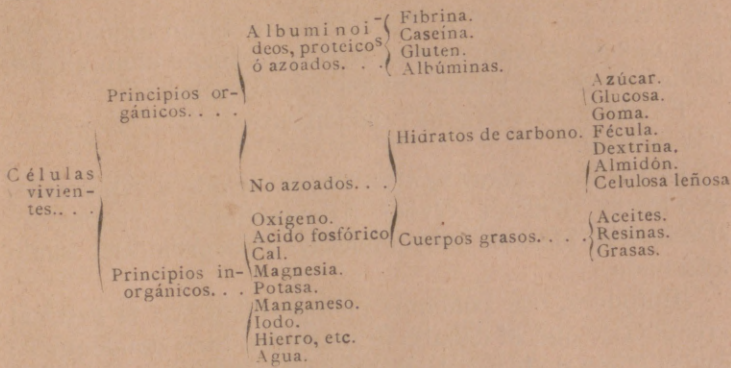 Células
vivien-
tes.. . .
Principios or-
gánicos. . . .
Albuminoi-
deos, proteicos
ó azoados. . .
Fibrina.
Caseína.
Gluten.
Albúminas.
No azoados. . .
Hidratos de carbono.
Azúcar.
Glucosa.
Goma.
Fécula.
Dextrina.
Almidón.
Celulosa leñosa
Cuerpos grasos. . . .
Aceites.
Resinas.
Grasas.
Principios in-
orgánicos. . .
Oxígeno.
Acido fosfórico
Cal.
Magnesia.
Potasa.
Manganeso.
Iodo.
Hierro, etc.
Agua.